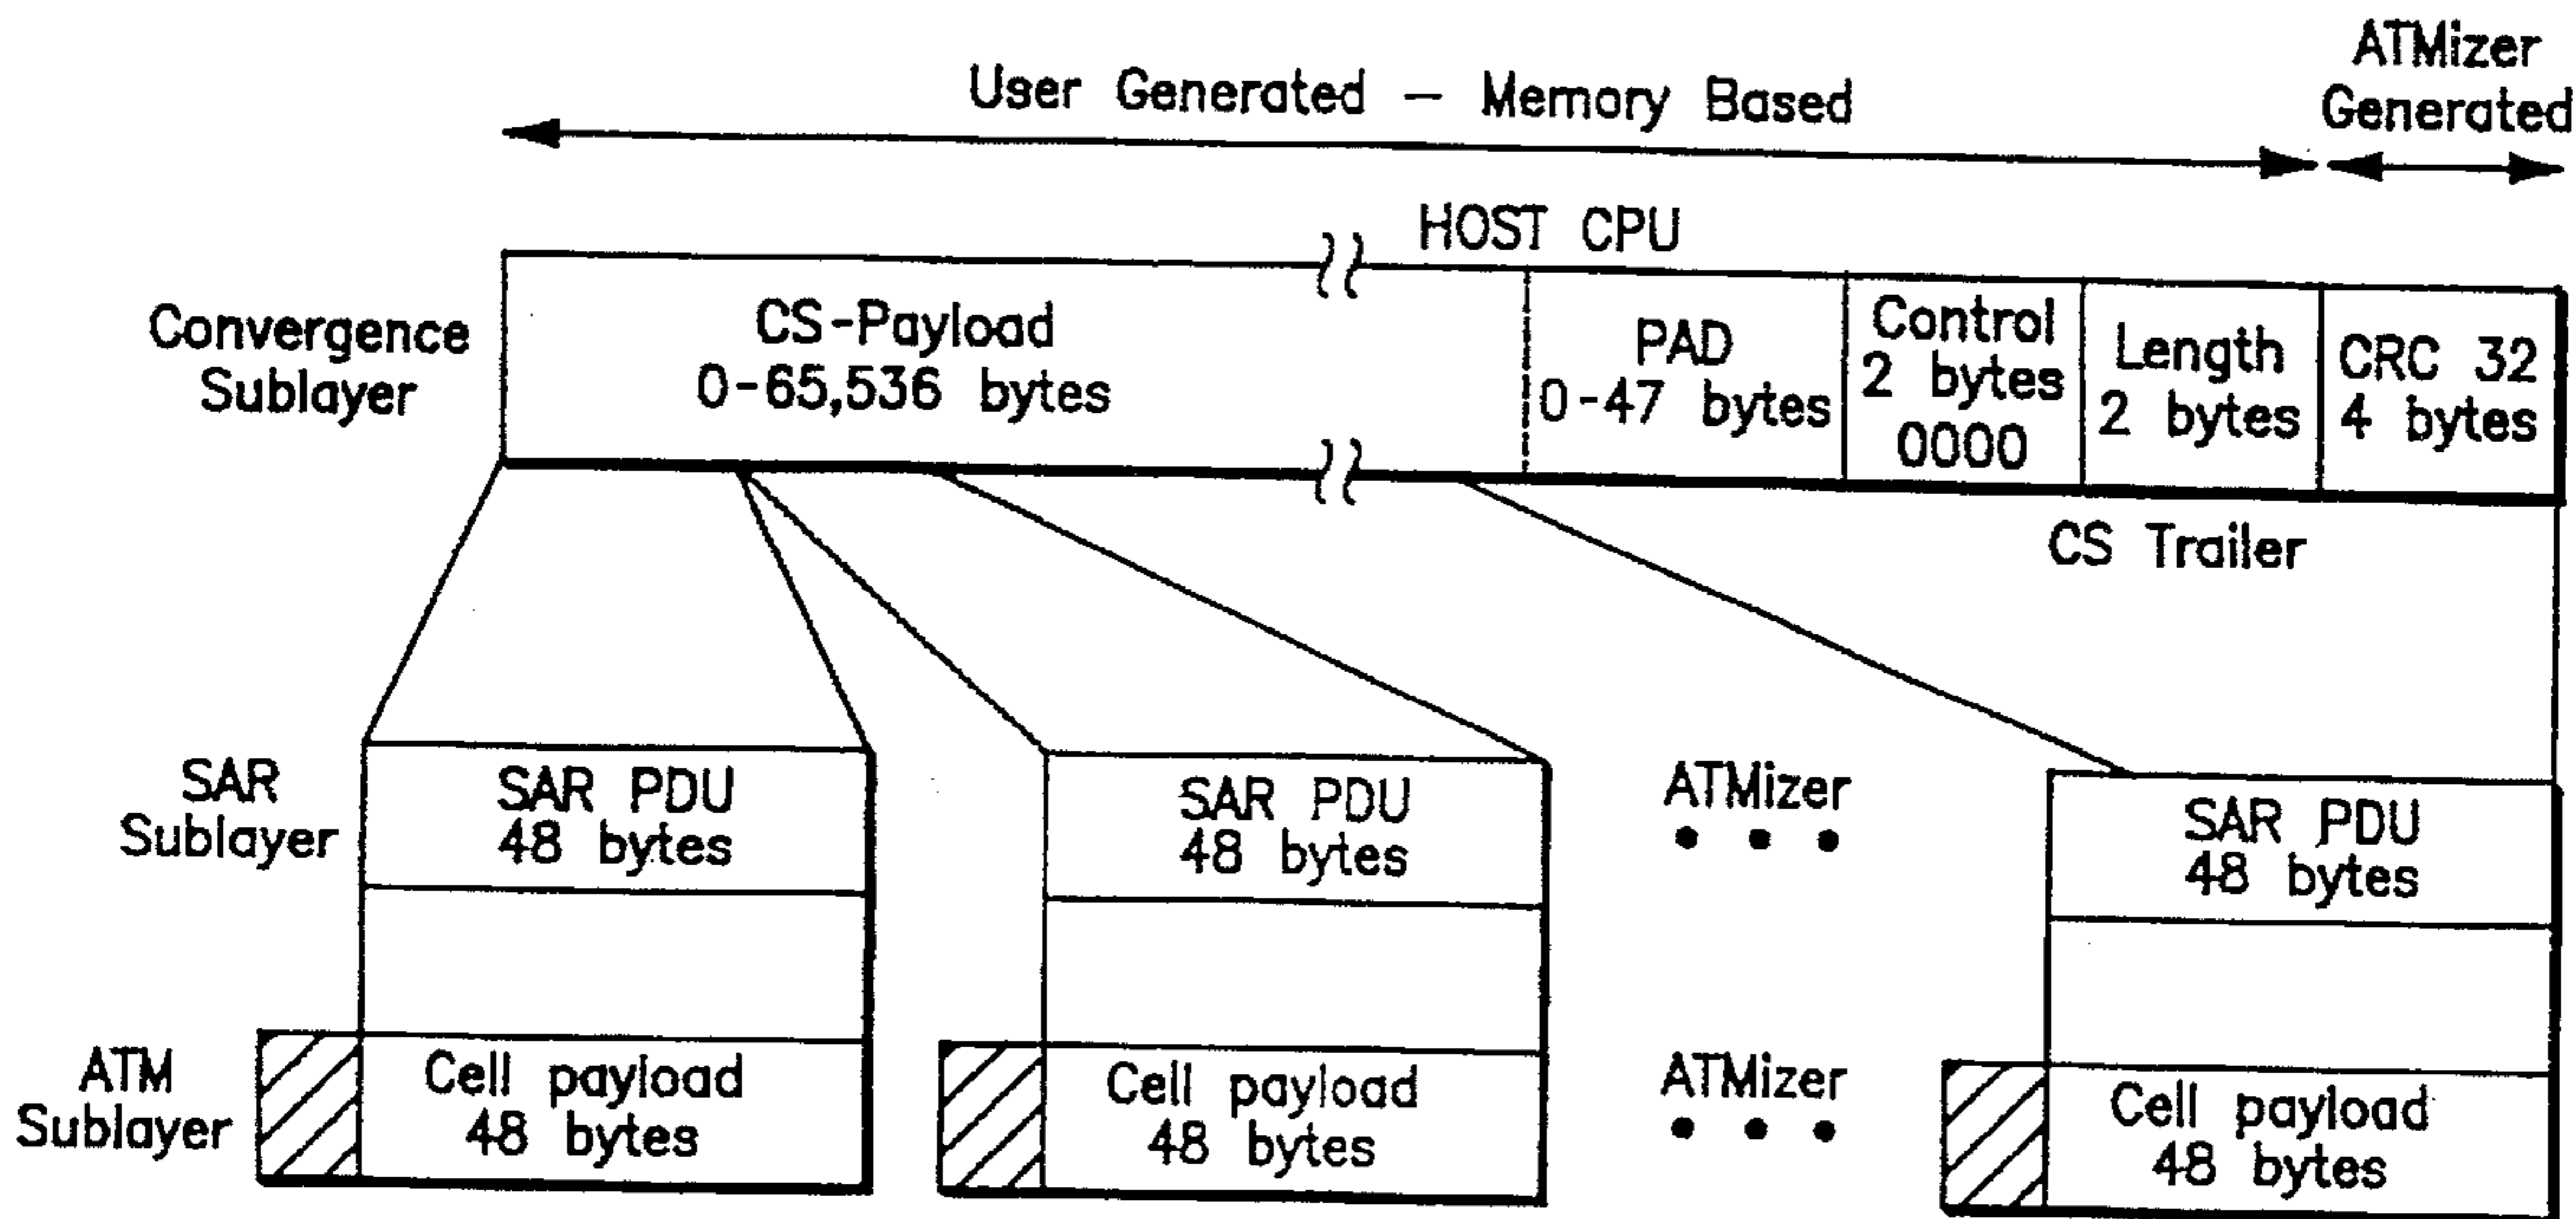 User Generated - Memory Based
ATMizer
Generated
HOST CPU
Convergence
Sublayer
CS-Payload
0-65,536 bytes
PAD
0-47 bytes
Control
2 bytes
0000
Length
2 bytes
CRC 32
4 bytes
CS Trailer
SAR
Sublayer
SAR PDU
48 bytes
SAR PDU
48 bytes
ATMizer
SAR PDU
48 bytes
ATM
Sublayer
Cell payload
48 bytes
Cell payload
48 bytes
ATMizer
Cell payload
48 bytes